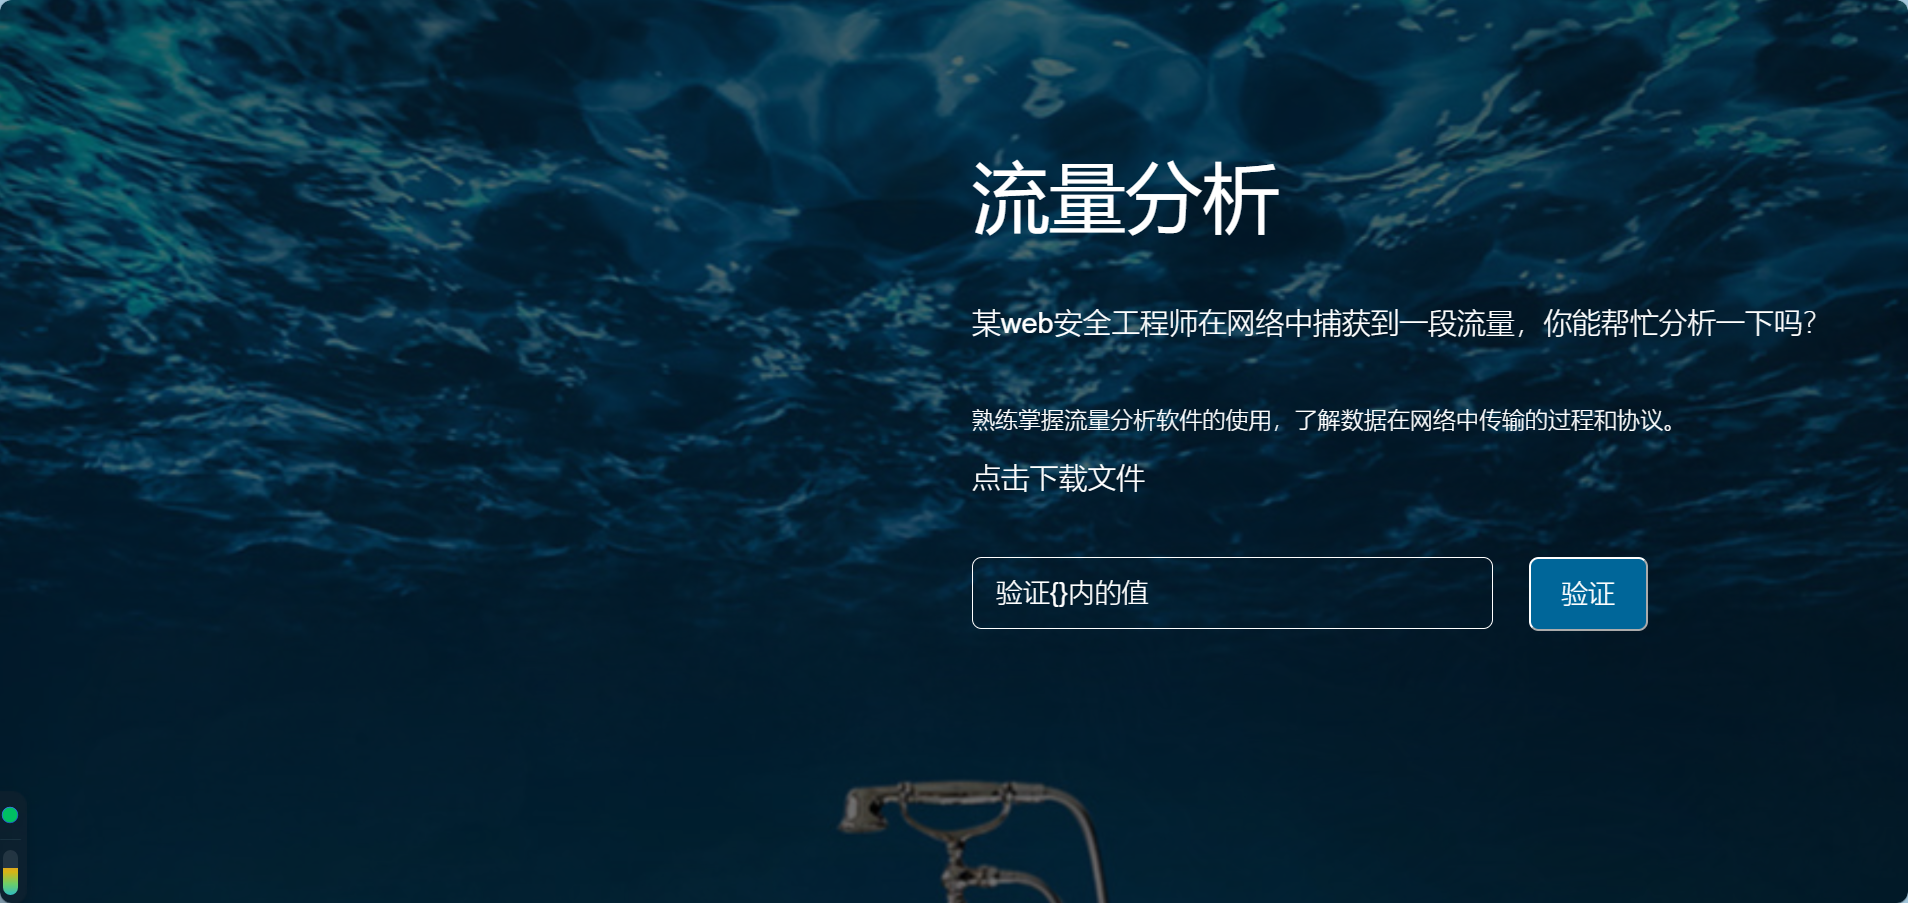 流量分析
某web安全工程师在网络中捕获到一段流量，你能帮忙分析一下吗？
熟练掌握流量分析软件的使用，了解数据在网络中传输的过程和协议。
点击下载文件
验证{}内的值
验证